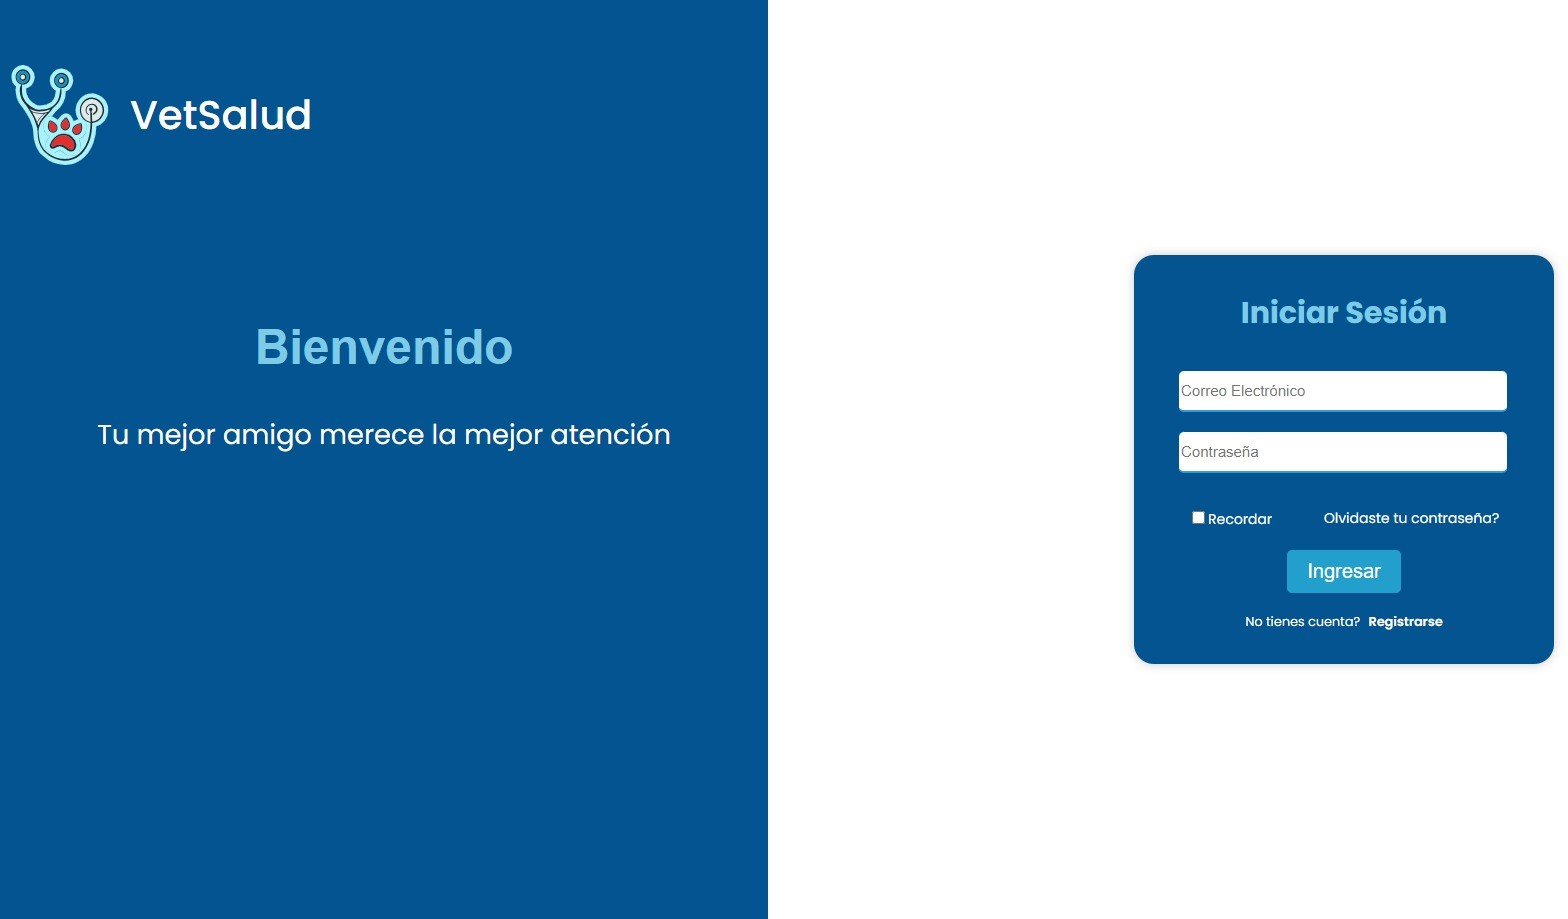 VetSalud
Bienvenido
Tu mejor amigo merece la mejor atención
Iniciar Sesión
Correo Electrónico
Contraseña
Recordar
Olvidaste tu contraseña?
Ingresar
No tienes cuenta? Registrarse